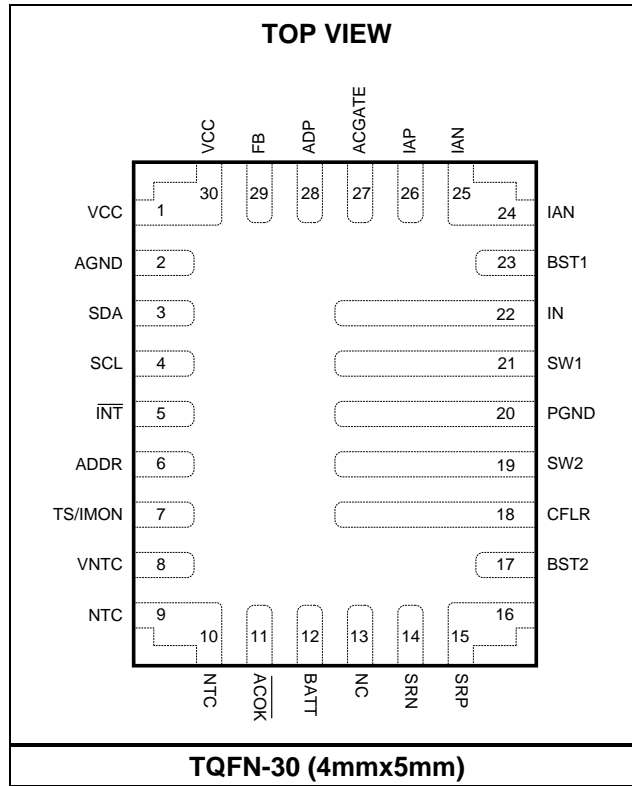 TOP VIEW
VCC
FB
ADP
ACGATE
IAP
IAN
30
29
28
27
26
25
VCC 1
24 IAN
AGND 2
23 BST1
SDA 3
22 IN
SCL 4
21 SW1
INT 5
20 PGND
ADDR 6
19 SW2
TS/IMON 7
18 CFLR
VNTC 8
17 BST2
NTC 9
16
10
11
12
13
14
15
NTC
ACOK
BATT
NC
SRN
SRP
TQFN-30 (4mmx5mm)